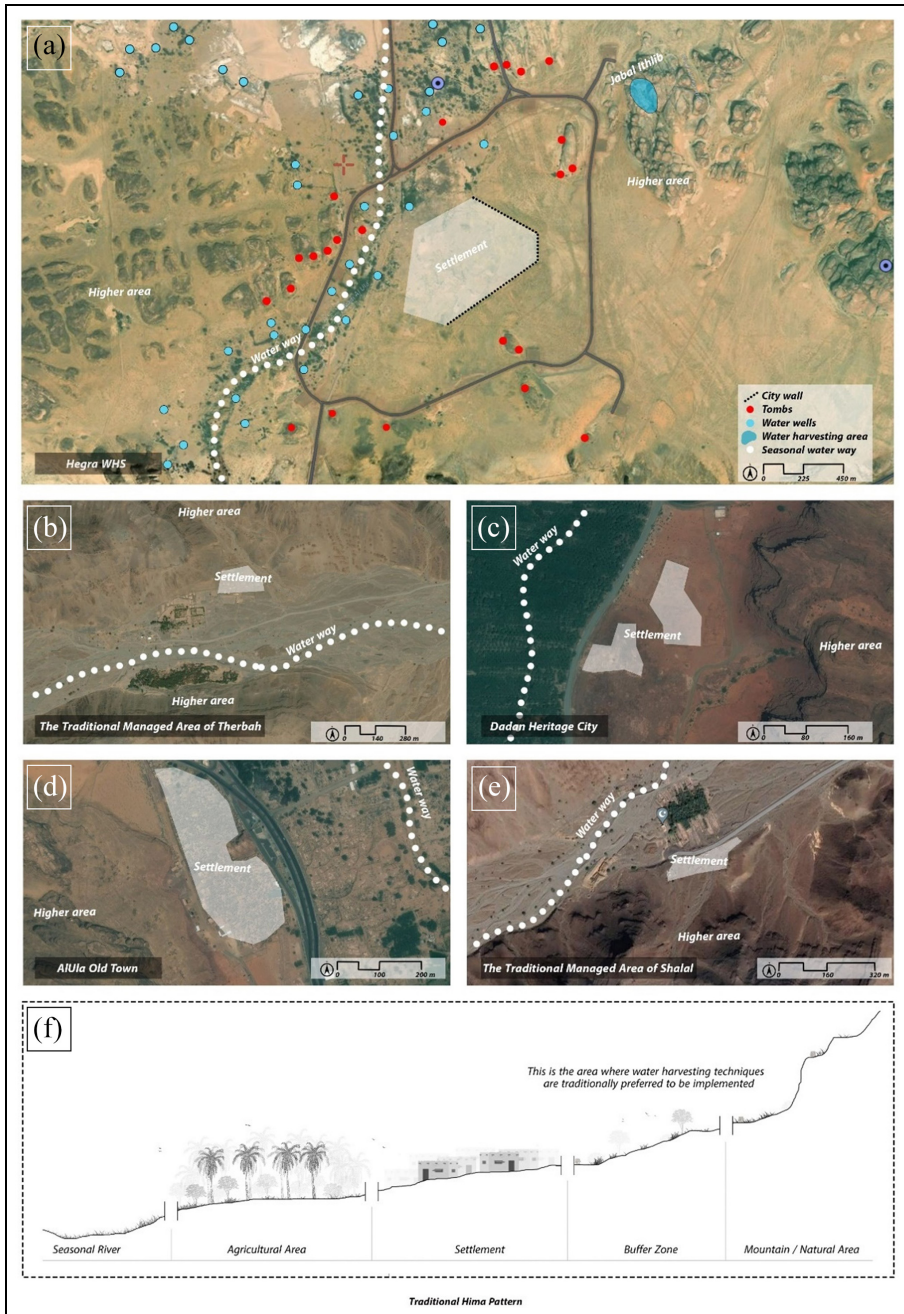 (a)
Jabal Ithlib
Higher area
Settlement
Higher area
Water way
City wall
Tombs
Water wells
Water harvesting area
Seasonal water way
0 225 450 m
Hegra WHS
(b)
Higher area
Settlement
Water way
Higher area
The Traditional Managed Area of Therbah
0 140 280 m
(c)
Water way
Settlement
Higher area
Dadan Heritage City
0 80 160 m
(d)
Water way
Settlement
Higher area
AlUla Old Town
0 100 200 m
(e)
Water way
Settlement
Higher area
The Traditional Managed Area of Shalal
0 160 320 m
(f)
This is the area where water harvesting techniques
are traditionally preferred to be implemented
Seasonal River Agricultural Area Settlement Buffer Zone Mountain / Natural Area
Traditional Hima Pattern